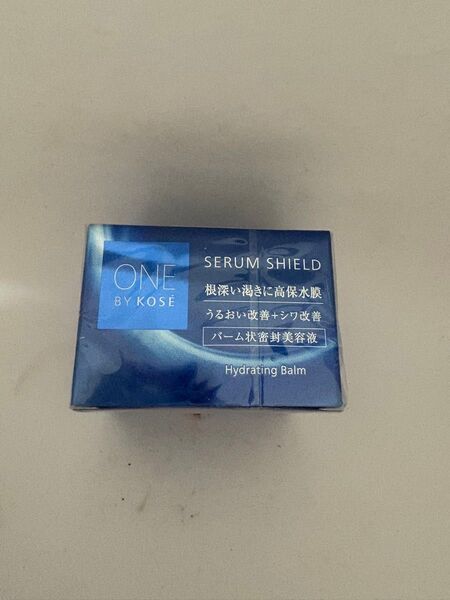 ONE
BY KOSÉ
SERUM SHIELD
根深い渇きに高保水膜
うるおい改善+シワ改善
バーム状密封美容液
Hydrating Balm